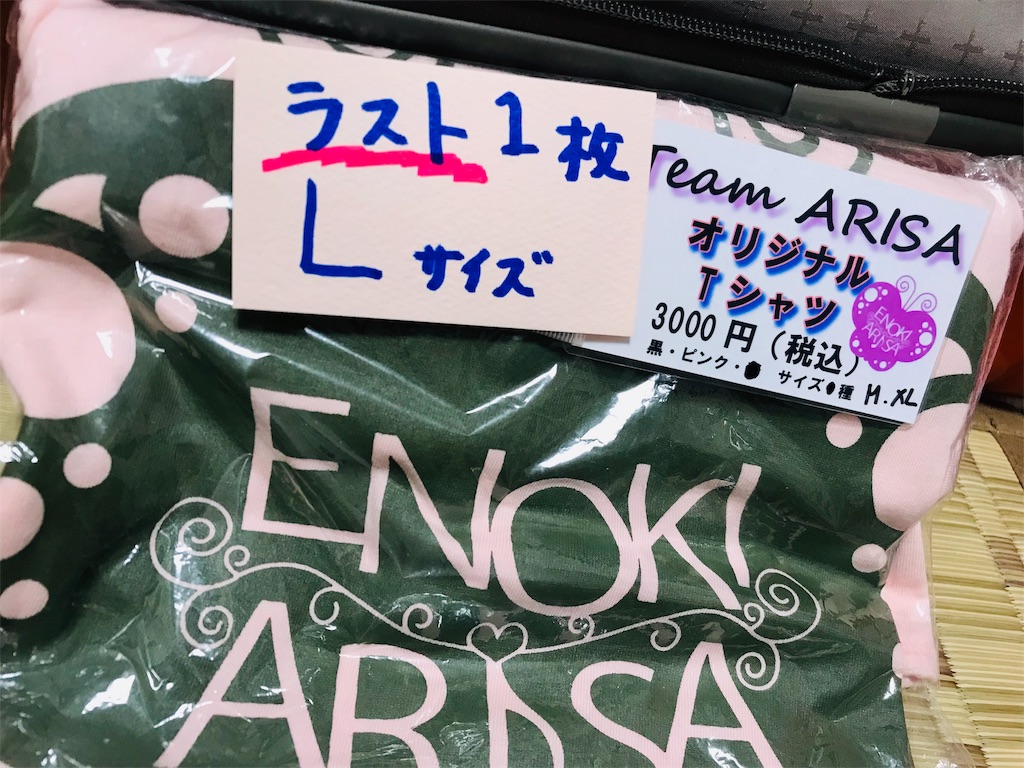 ラスト1枚
Lサイズ
Team ARISA
オリジナル
Tシャツ
3000円(税込)
黒・ピンク・ サイズ 種 M.XL
ENOKI
ARISA
ENOKI
ARISA